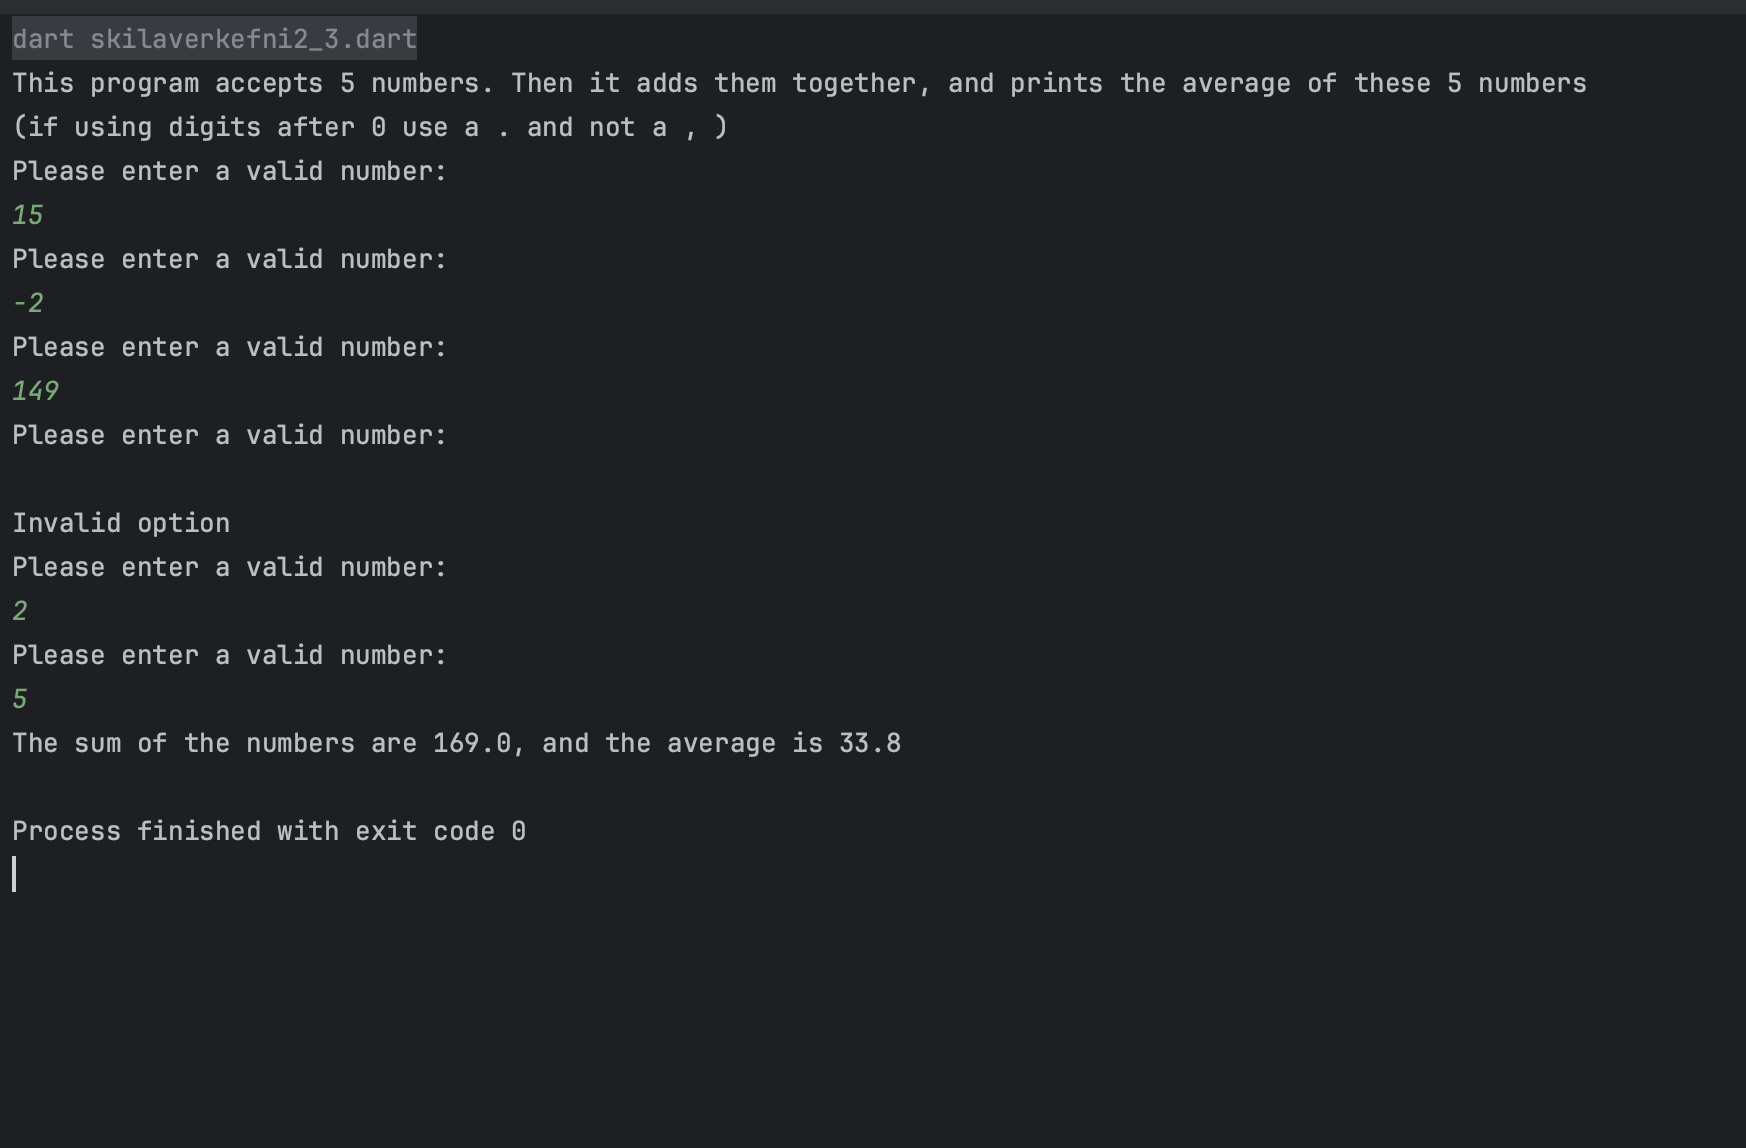 dart skilaverkefni2_3.dart
This program accepts 5 numbers. Then it adds them together, and prints the average of these 5 numbers
(if using digits after 0 use a . and not a , )
Please enter a valid number:
15
Please enter a valid number:
-2
Please enter a valid number:
149
Please enter a valid number:
Invalid option
Please enter a valid number:
2
Please enter a valid number:
5
The sum of the numbers are 169.0, and the average is 33.8
Process finished with exit code 0